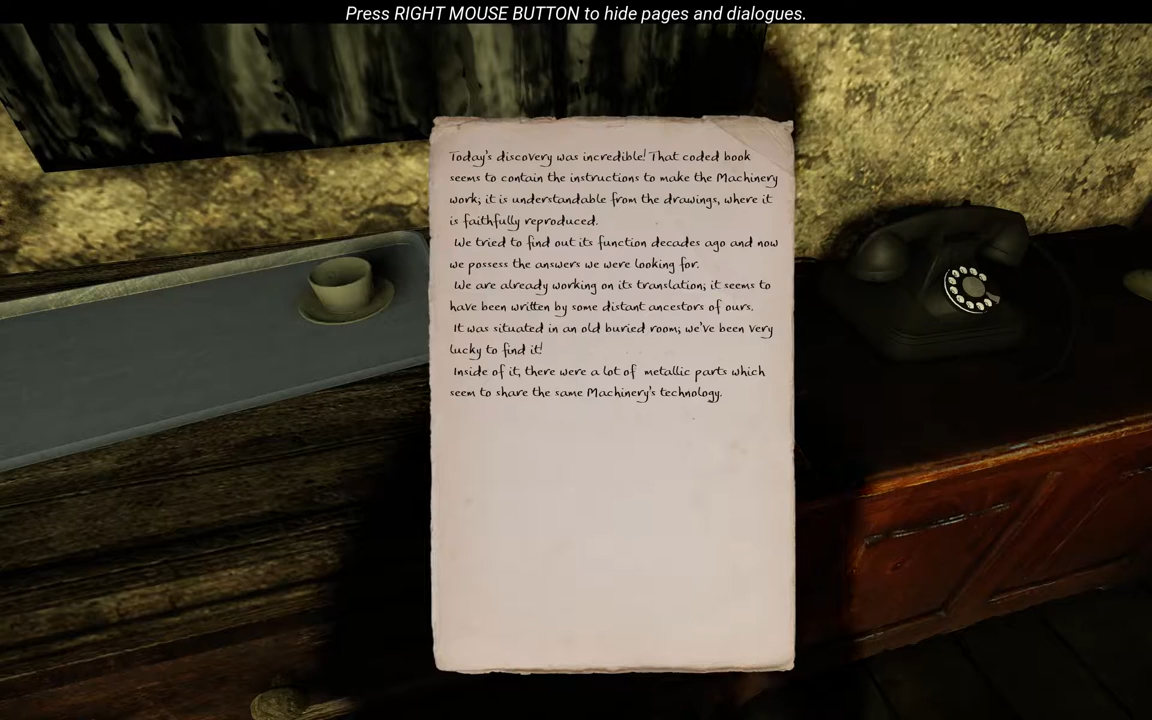 Press RIGHT MOUSE BUTTON to hide pages and dialogues.
Today's discovery was incredible! That coded book
seems to contain the instructions to make the Machinery
work; it is understandable from the drawings, where it
is faithfully reproduced.
We tried to find out its function decades ago and now
we possess the answers we were looking for.
We are already working on its translation; it seems to
have been written by some distant ancestors of ours.
It was situated in an old buried room; we've been very
lucky to find it!
Inside of it, there were a lot of metallic parts which
seem to share the same Machinery's technology.